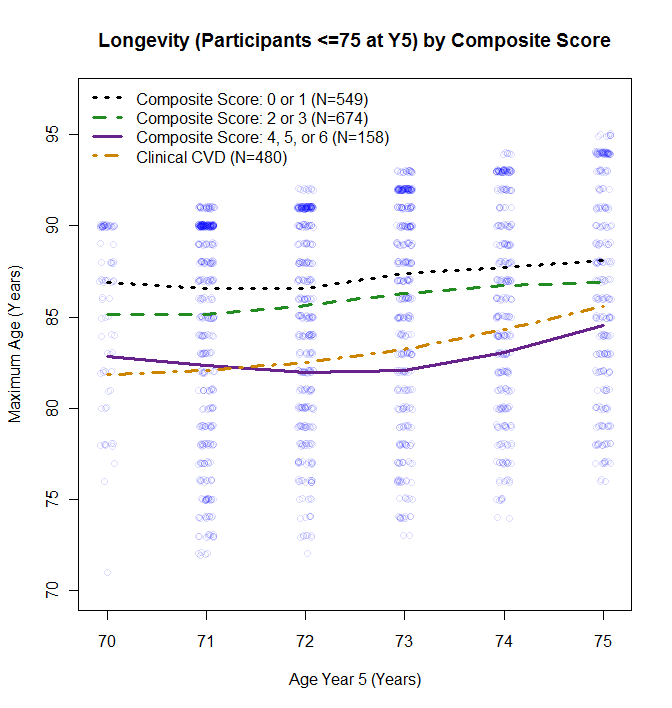 Longevity (Participants <=75 at Y5) by Composite Score
Composite Score: 0 or 1 (N=549)
Composite Score: 2 or 3 (N=674)
Composite Score: 4, 5, or 6 (N=158)
Clinical CVD (N=480)
Maximum Age (Years)
95
90
85
80
75
70
70 71 72 73 74 75
Age Year 5 (Years)